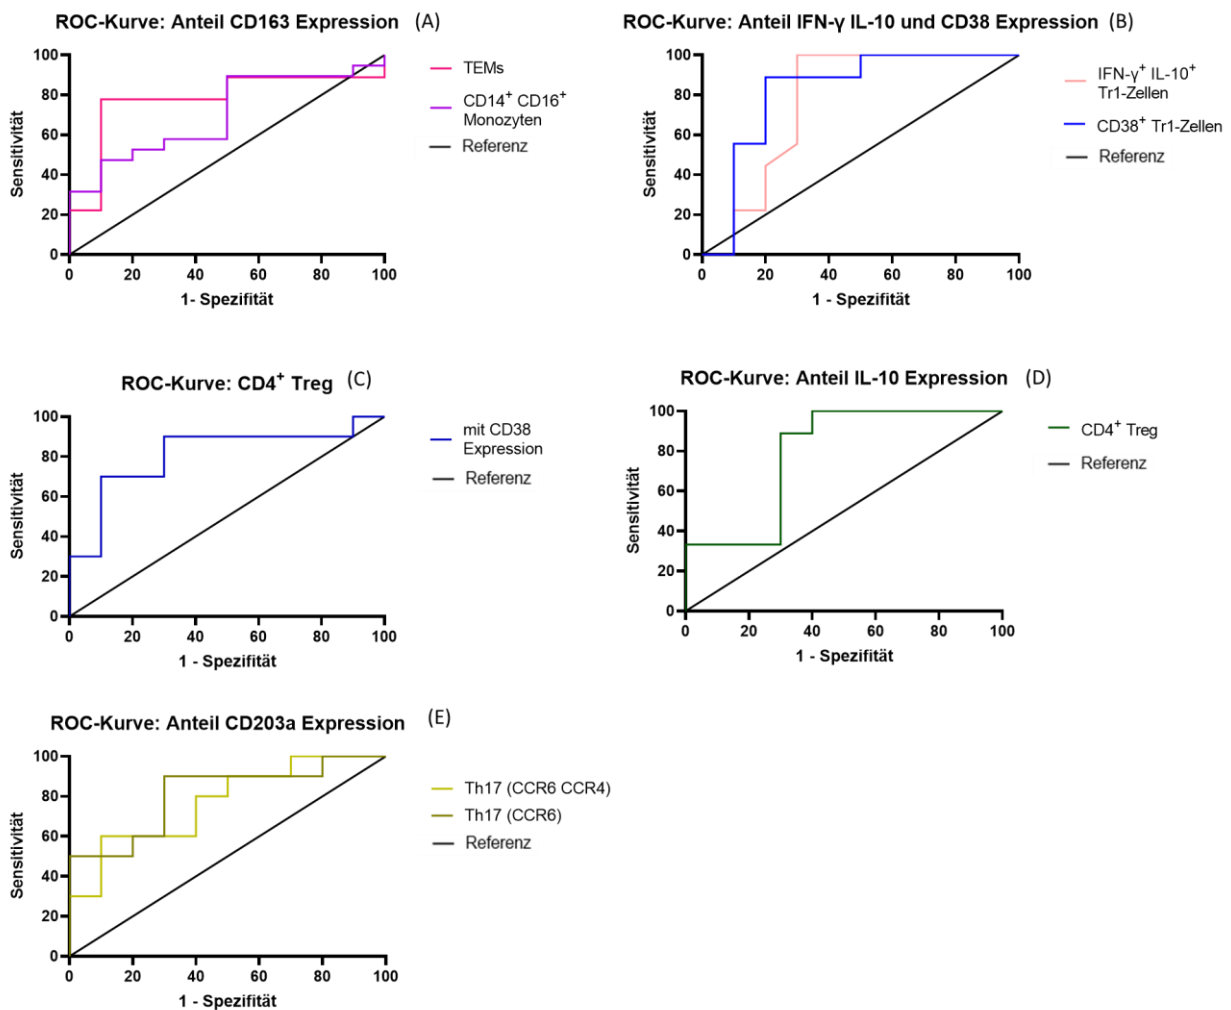 ROC-Kurve: Anteil CD163 Expression (A)
100
80
60
40
20
0
Sensitivität
0 20 40 60 80 100
1- Spezifität
TEMs
CD14⁺ CD16⁺
Monozyten
Referenz
ROC-Kurve: Anteil IFN-γ IL-10 und CD38 Expression (B)
100
80
60
40
20
0
Sensitivität
0 20 40 60 80 100
1 - Spezifität
IFN-γ⁺ IL-10⁺
Tr1-Zellen
CD38⁺ Tr1-Zellen
Referenz
ROC-Kurve: CD4⁺ Treg (C)
100
80
60
40
20
0
Sensitivität
0 20 40 60 80 100
1 - Spezifität
mit CD38
Expression
Referenz
ROC-Kurve: Anteil IL-10 Expression (D)
100
80
60
40
20
0
Sensitivität
0 20 40 60 80 100
1 - Spezifität
CD4⁺ Treg
Referenz
ROC-Kurve: Anteil CD203a Expression (E)
100
80
60
40
20
0
Sensitivität
0 20 40 60 80 100
1 - Spezifität
Th17 (CCR6 CCR4)
Th17 (CCR6)
Referenz